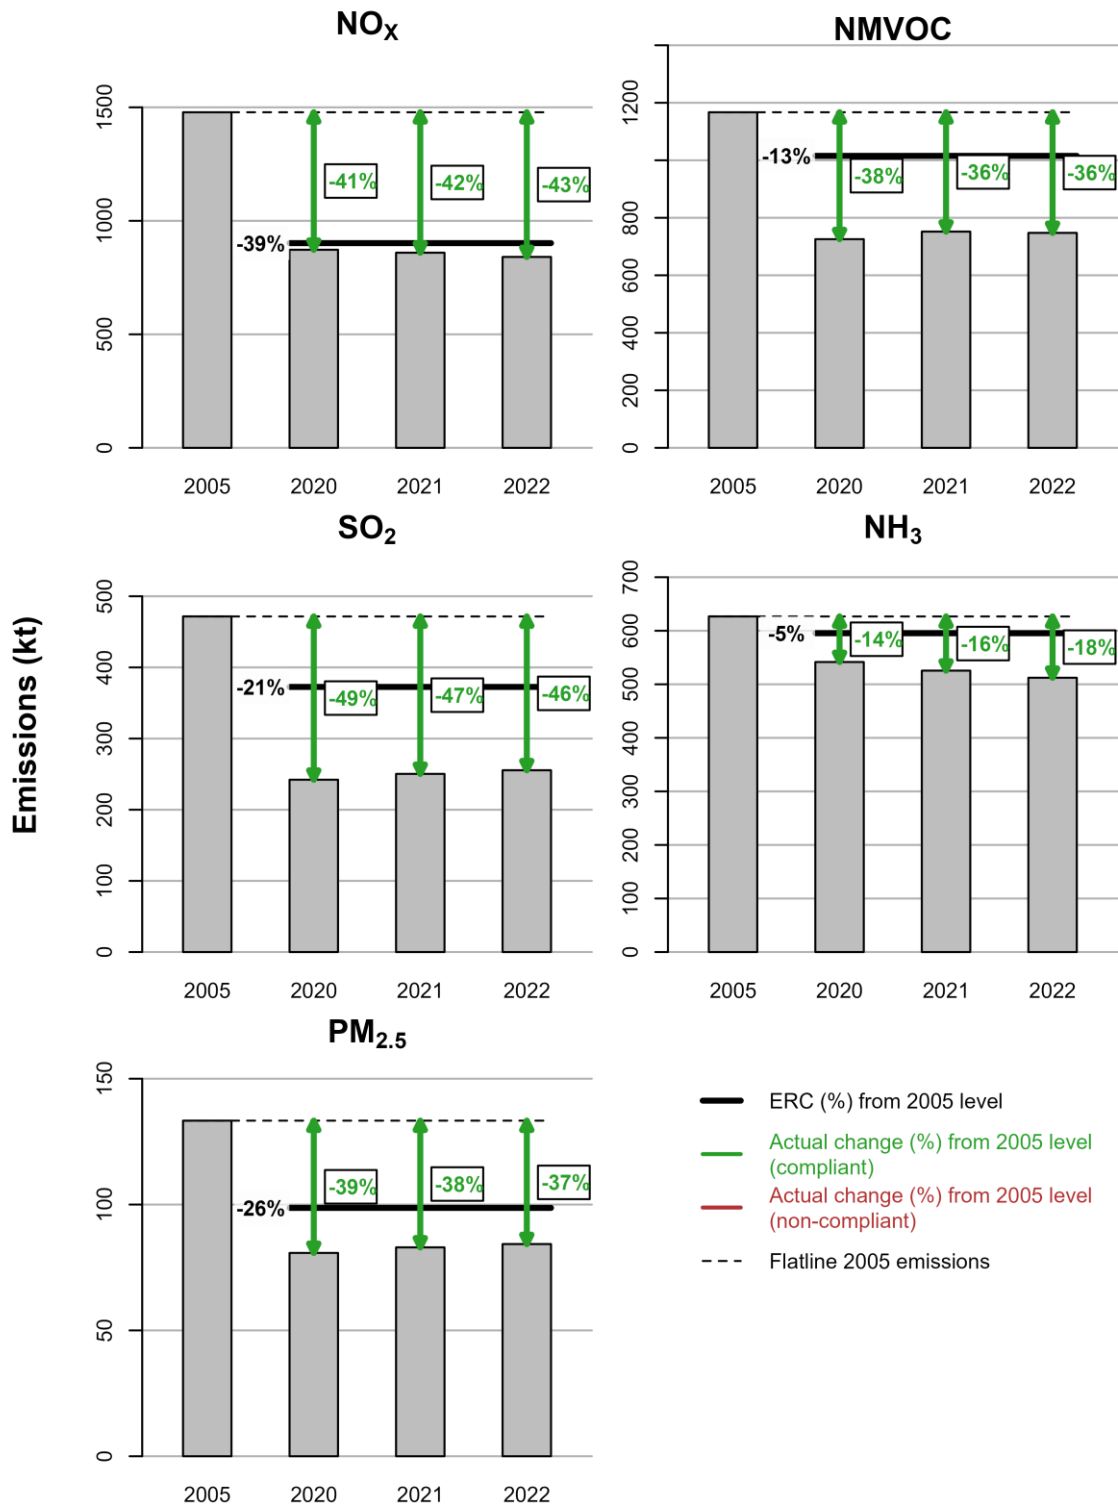 NOX
1500
1000
500
0
-39%
-41%
-42%
-43%
2005 2020 2021 2022
NMVOC
1200
800
600
400
200
0
-13%
-38%
-36%
-36%
2005 2020 2021 2022
Emissions (kt)
SO2
500
400
300
200
100
0
-21%
-49%
-47%
-46%
2005 2020 2021 2022
NH3
700
600
500
400
300
200
100
0
-5%
-14%
-16%
-18%
2005 2020 2021 2022
PM2.5
150
100
50
0
-26%
-39%
-38%
-37%
2005 2020 2021 2022
ERC (%) from 2005 level
Actual change (%) from 2005 level
(compliant)
Actual change (%) from 2005 level
(non-compliant)
Flatline 2005 emissions